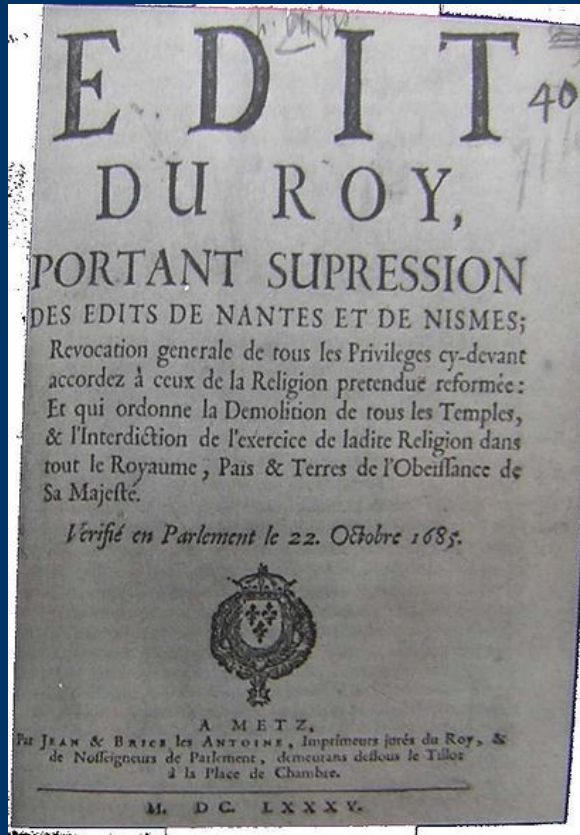 EDIT
40
DU ROY,
PORTANT SUPRESSION
DES EDITS DE NANTES ET DE NISMES;
Revocation generale de tous les Privileges cy-devant
accordez à ceux de la Religion pretenduë reformée:
Et qui ordonne la Demolition de tous les Temples,
& l'Interdiction de l'exercice de ladite Religion dans
tout le Royaume, Païs & Terres de l'Obeïssance de
Sa Majesté.
Verifié en Parlement le 22. Octobre 1685.
A METZ,
Par JEAN & BRICE les ANTOINE, Imprimeurs jurés du Roy, &
de Nosseigneurs de Parlement, demeurans dessous le Tillot
à la Place de Chambre.
M. DC. LXXXV.